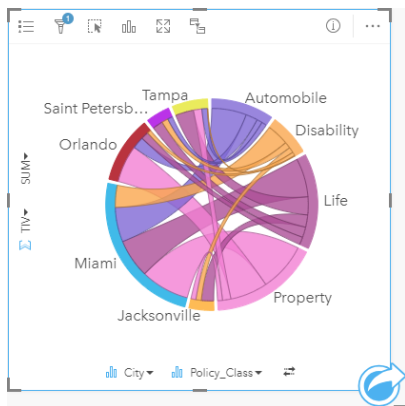 1
Tampa
Automobile
Saint Petersb...
Disability
Orlando
SUM
Life
TIV
Miami
Property
Jacksonville
City
Policy_Class